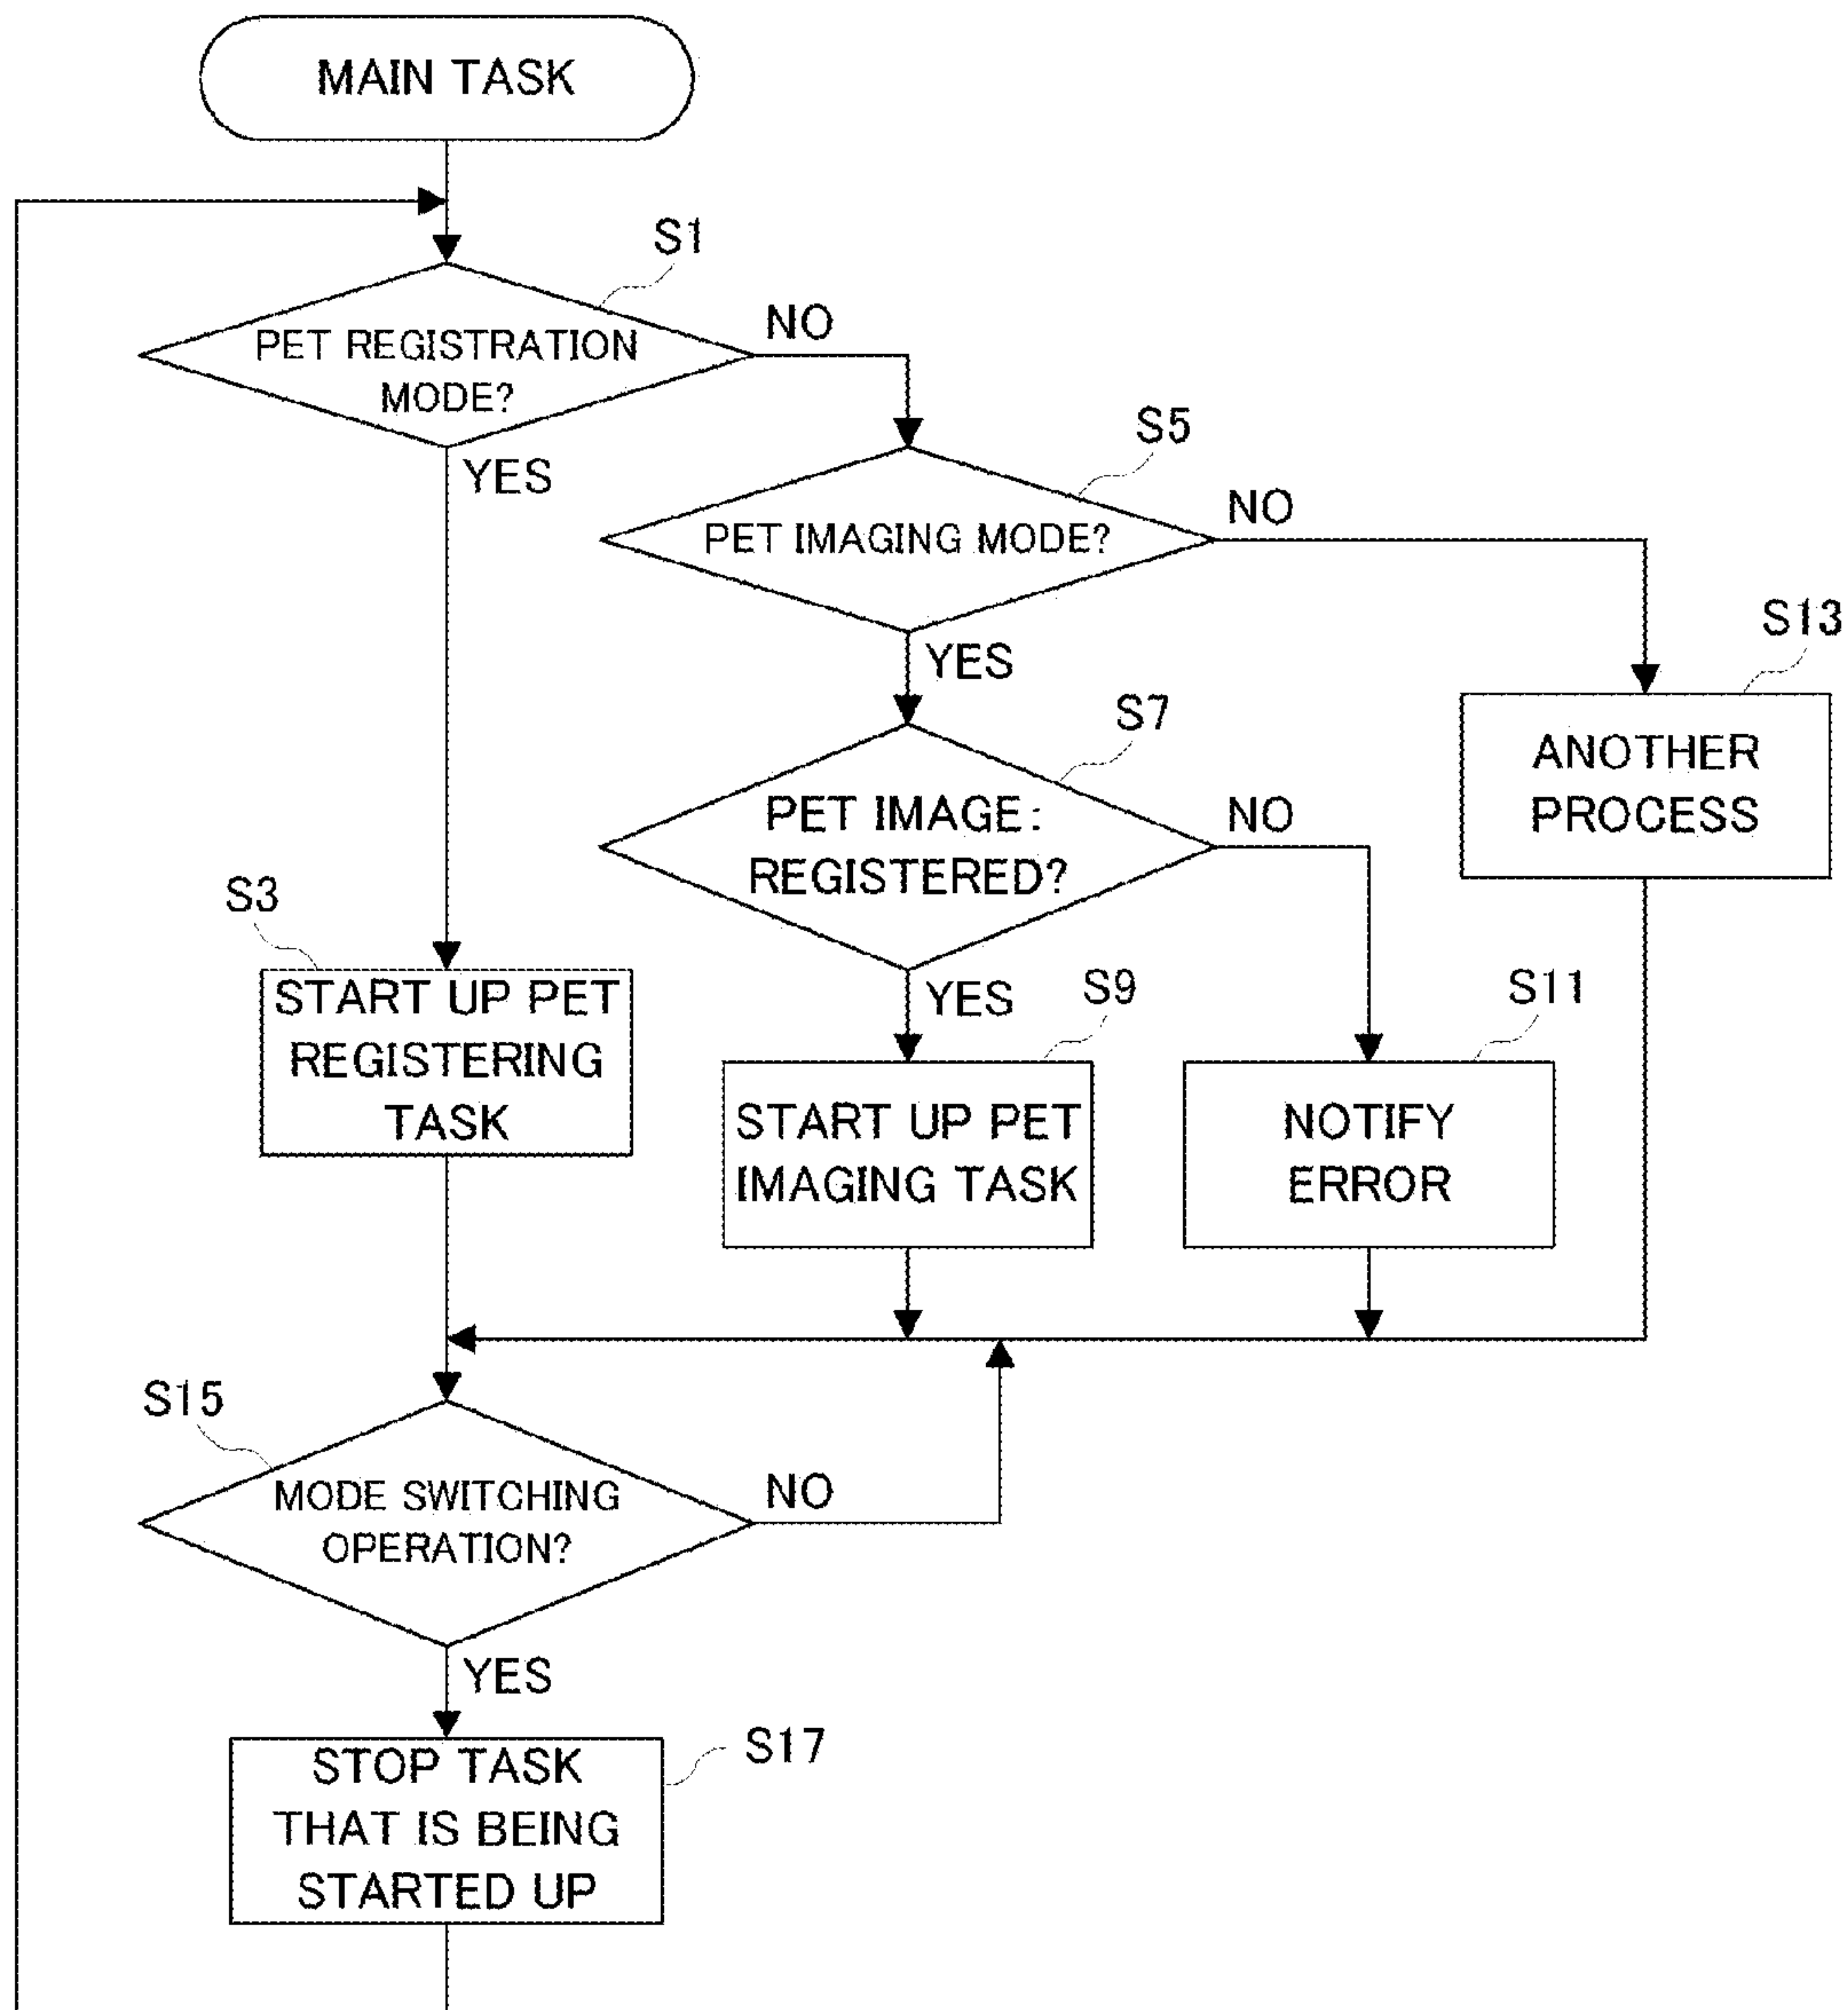 MAIN TASK
S1
PET REGISTRATION
MODE?
NO
YES
S5
PET IMAGING MODE?
NO
YES
S13
ANOTHER
PROCESS
S7
PET IMAGE:
REGISTERED?
NO
YES
S3
START UP PET
REGISTERING
TASK
S9
START UP PET
IMAGING TASK
S11
NOTIFY
ERROR
S15
MODE SWITCHING
OPERATION?
NO
YES
S17
STOP TASK
THAT IS BEING
STARTED UP